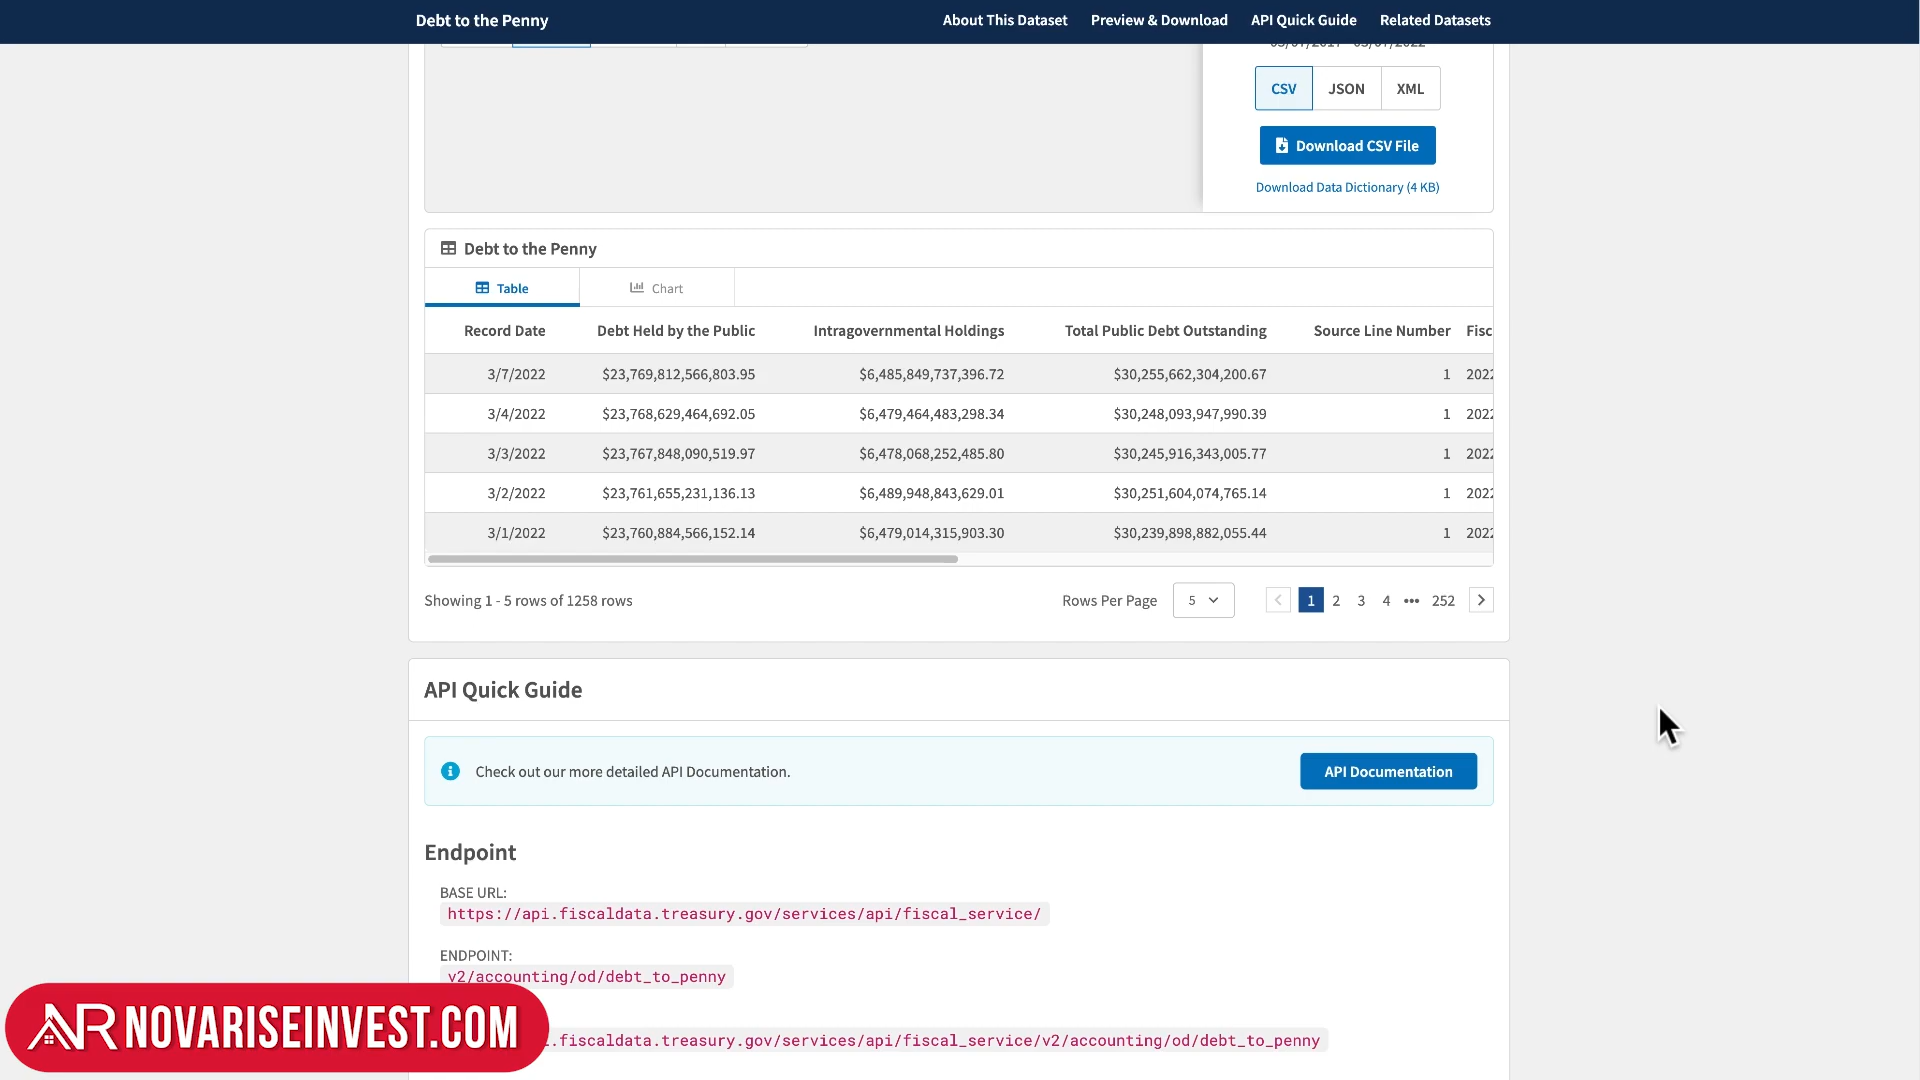 Debt to the Penny
About This Dataset Preview & Download API Quick Guide Related Datasets
CSV JSON XML
Download CSV File
Download Data Dictionary (4 KB)
Debt to the Penny
Table Chart
Record Date Debt Held by the Public Intragovernmental Holdings Total Public Debt Outstanding Source Line Number Fisc
3/7/2022 $23,769,812,566,803.95 $6,485,849,737,396.72 $30,255,662,304,200.67 1 2022
3/4/2022 $23,768,629,464,692.05 $6,479,464,483,298.34 $30,248,093,947,990.39 1 2022
3/3/2022 $23,767,848,090,519.97 $6,478,068,252,485.80 $30,245,916,343,005.77 1 2022
3/2/2022 $23,761,655,231,136.13 $6,489,948,843,629.01 $30,251,604,074,765.14 1 2022
3/1/2022 $23,760,884,566,152.14 $6,479,014,315,903.30 $30,239,898,882,055.44 1 2022
Showing 1 - 5 rows of 1258 rows
Rows Per Page 5
1 2 3 4 ••• 252
API Quick Guide
Check out our more detailed API Documentation.
API Documentation
Endpoint
BASE URL:
https://api.fiscaldata.treasury.gov/services/api/fiscal_service/
ENDPOINT:
v2/accounting/od/debt_to_penny
.fiscaldata.treasury.gov/services/api/fiscal_service/v2/accounting/od/debt_to_penny
NR NOVARISEINVEST.COM